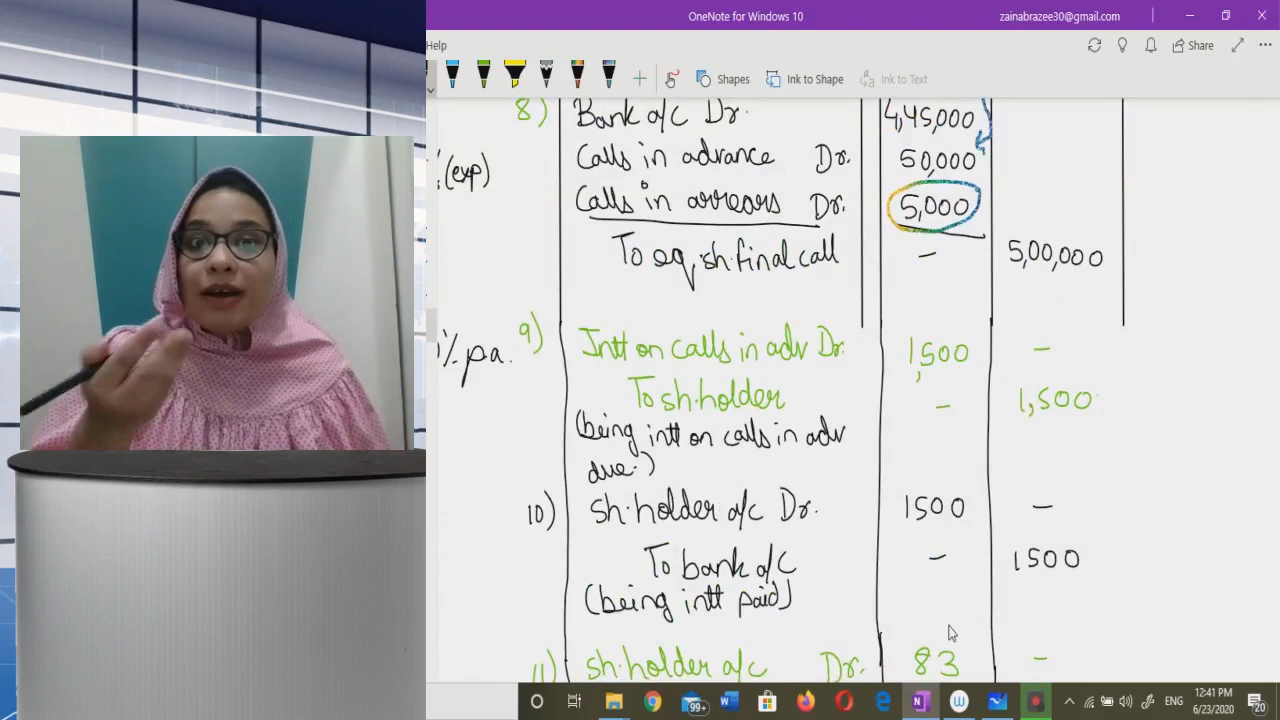 OneNote for Windows 10
zainabrazee30@gmail.com
Help
Share
Shapes
Ink to Shape
Ink to Text
8) Bank a/c Dr. 4,45,000
Calls in advance Dr. 50,000
(exp)
Calls in arrears Dr. 5,000
To eq. sh. final call - 5,00,000
9) Intt on calls in adv Dr. 1,500 -
% p.a.
To sh. holder - 1,500
(being intt on calls in adv
due.)
10) sh. holder a/c Dr. 1500 -
To bank a/c - 1500
(being intt paid)
11) sh. holder a/c Dr. 83 -
99+
ENG
12:41 PM
6/23/2020
20